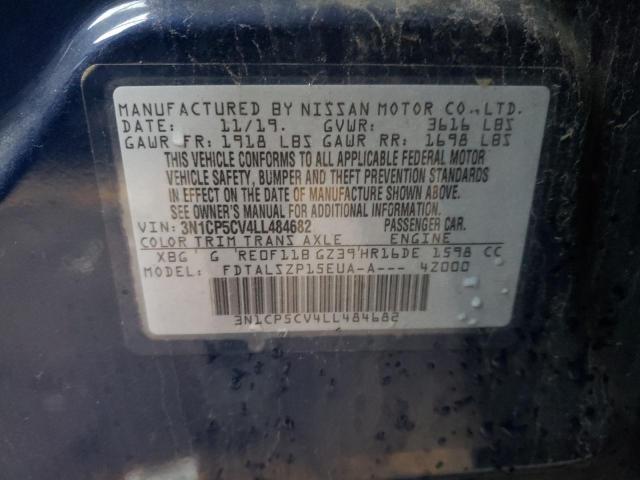 MANUFACTURED BY NISSAN MOTOR CO., LTD.
DATE: 11/19. GVWR: 3616 LBS
GAWR FR: 1918 LBS GAWR RR: 1698 LBS
THIS VEHICLE CONFORMS TO ALL APPLICABLE FEDERAL MOTOR
VEHICLE SAFETY, BUMPER AND THEFT PREVENTION STANDARDS
IN EFFECT ON THE DATE OF MANUFACTURE SHOWN ABOVE.
SEE OWNER'S MANUAL FOR ADDITIONAL INFORMATION.
VIN: 3N1CP5CV4LL484682 PASSENGER CAR.
COLOR TRIM TRANS AXLE ENGINE
XBG G RE0F11B GZ39 HR16DE 1598 CC
MODEL: FDTALSZP15EUA-A--- 4Z000
3N1CP5CV4LL484682